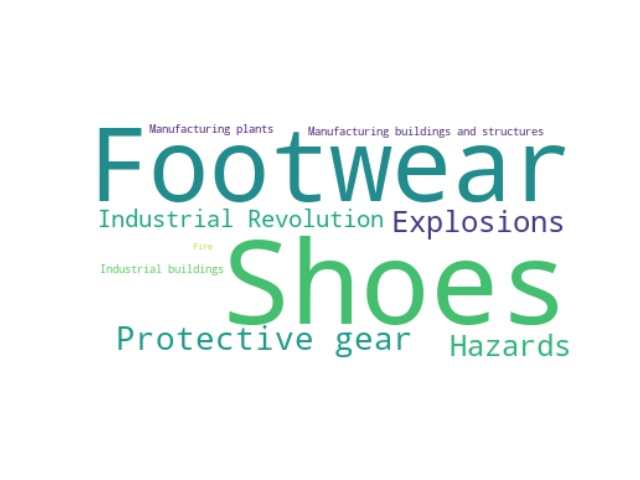 Manufacturing plants
Manufacturing buildings and structures
Footwear
Industrial Revolution
Explosions
Fire
Industrial buildings
Shoes
Protective gear
Hazards